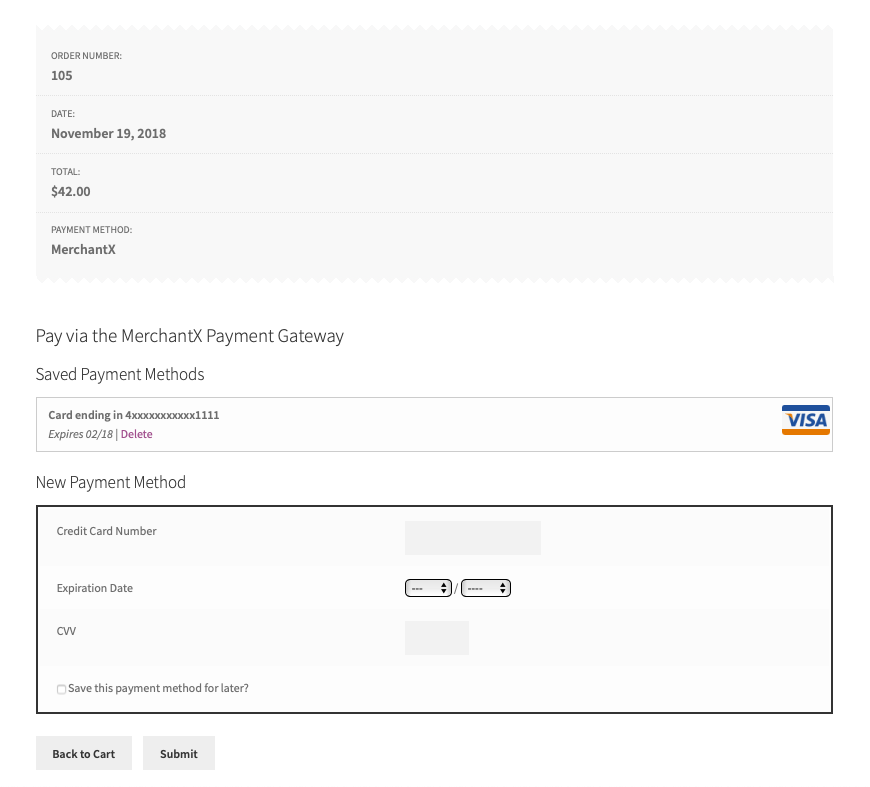 ORDER NUMBER:
105
DATE:
November 19, 2018
TOTAL:
$42.00
PAYMENT METHOD:
MerchantX
Pay via the MerchantX Payment Gateway
Saved Payment Methods
Card ending in 4xxxxxxxxxxx1111
VISA
Expires 02/18 | Delete
New Payment Method
Credit Card Number
Expiration Date --- / ----
CVV
Save this payment method for later?
Back to Cart Submit